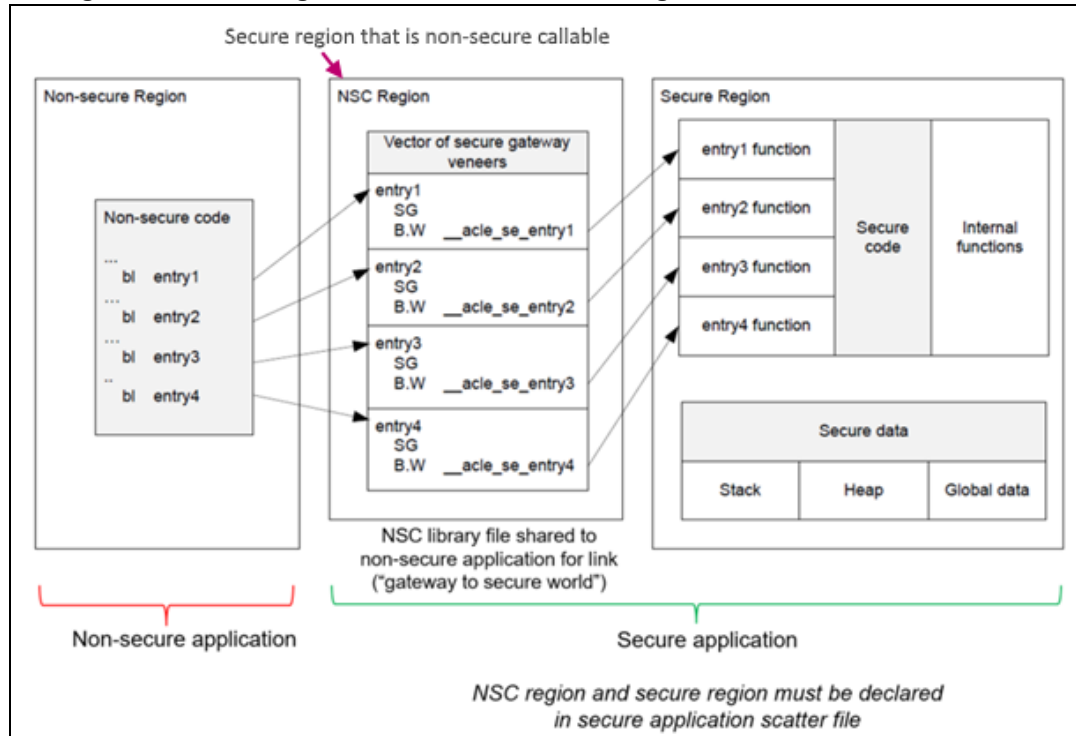 Secure region that is non-secure callable
Non-secure Region
Non-secure code
...
bl entry1
...
bl entry2
...
bl entry3
..
bl entry4
NSC Region
Vector of secure gateway
veneers
entry1
SG
B.W __acle_se_entry1
entry2
SG
B.W __acle_se_entry2
entry3
SG
B.W __acle_se_entry3
entry4
SG
B.W __acle_se_entry4
NSC library file shared to
non-secure application for link
("gateway to secure world")
Secure Region
entry1 function
entry2 function
entry3 function
entry4 function
Secure
code
Internal
functions
Secure data
Stack
Heap
Global data
Non-secure application
Secure application
NSC region and secure region must be declared
in secure application scatter file